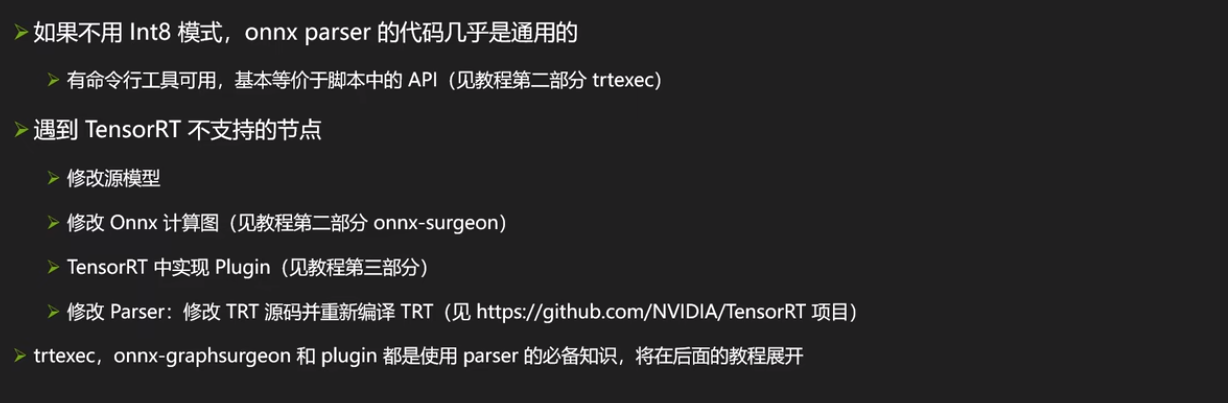 如果不用 Int8 模式，onnx parser 的代码几乎是通用的
有命令行工具可用，基本等价于脚本中的 API（见教程第二部分 trtexec）
遇到 TensorRT 不支持的节点
修改源模型
修改 Onnx 计算图（见教程第二部分 onnx-surgeon）
TensorRT 中实现 Plugin（见教程第三部分）
修改 Parser：修改 TRT 源码并重新编译 TRT（见 https://github.com/NVIDIA/TensorRT 项目）
trtexec，onnx-graphsurgeon 和 plugin 都是使用 parser 的必备知识，将在后面的教程展开